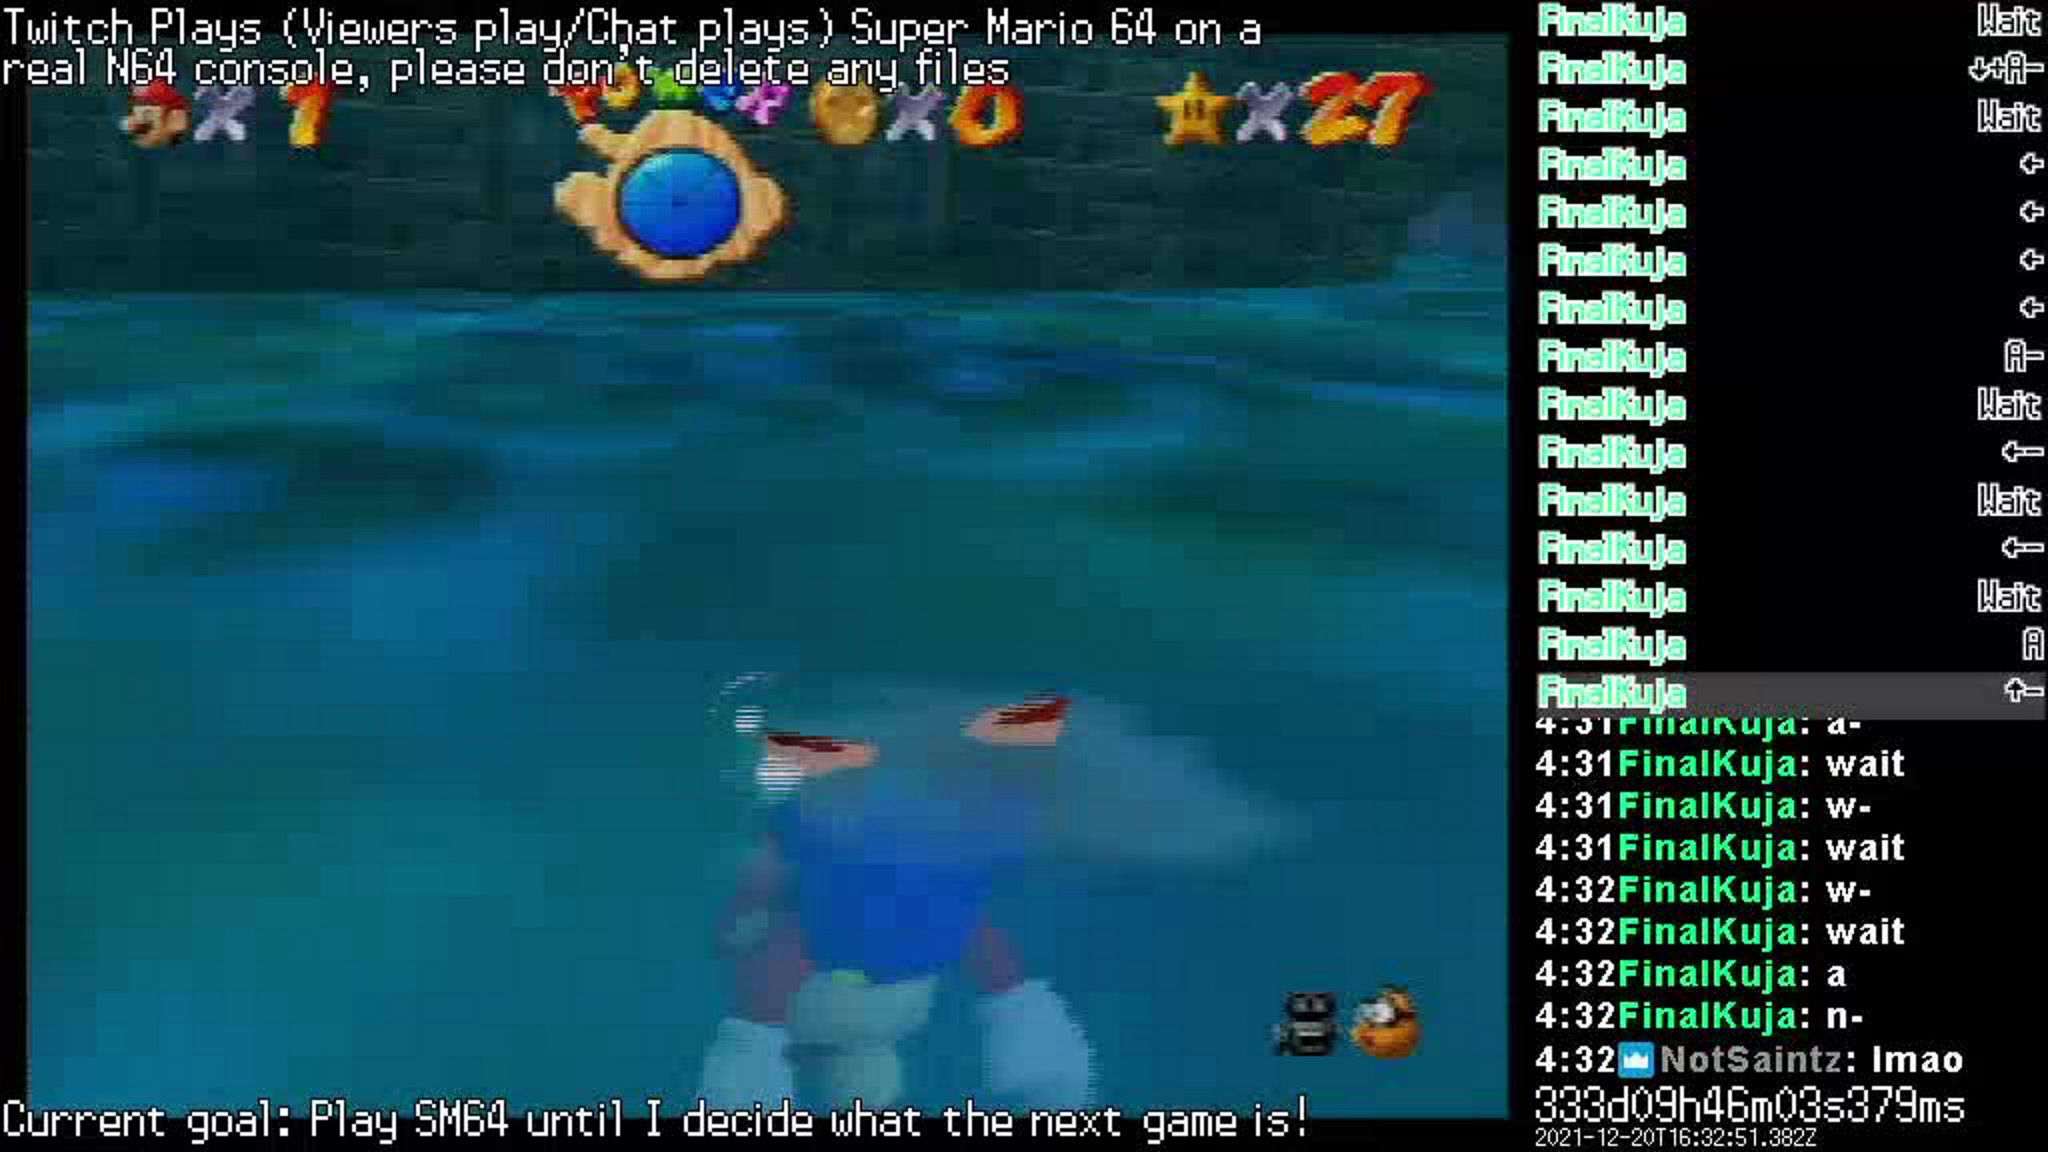 Twitch Plays (Viewers play/Chat plays) Super Mario 64 on a
real N64 console, please don't delete any files
x 1
x 0
x 27
FinalKuja Wait
FinalKuja ↓+A-
FinalKuja Wait
FinalKuja ←
FinalKuja ←
FinalKuja ←
FinalKuja ←
FinalKuja A-
FinalKuja Wait
FinalKuja ←-
FinalKuja Wait
FinalKuja ←-
FinalKuja Wait
FinalKuja A
FinalKuja ↑-
4:31FinalKuja: a-
4:31FinalKuja: wait
4:31FinalKuja: w-
4:31FinalKuja: wait
4:32FinalKuja: w-
4:32FinalKuja: wait
4:32FinalKuja: a
4:32FinalKuja: n-
4:32NotSaintz: lmao
Current goal: Play SM64 until I decide what the next game is!
333d09h46m03s379ms
2021-12-20T16:32:51.382Z